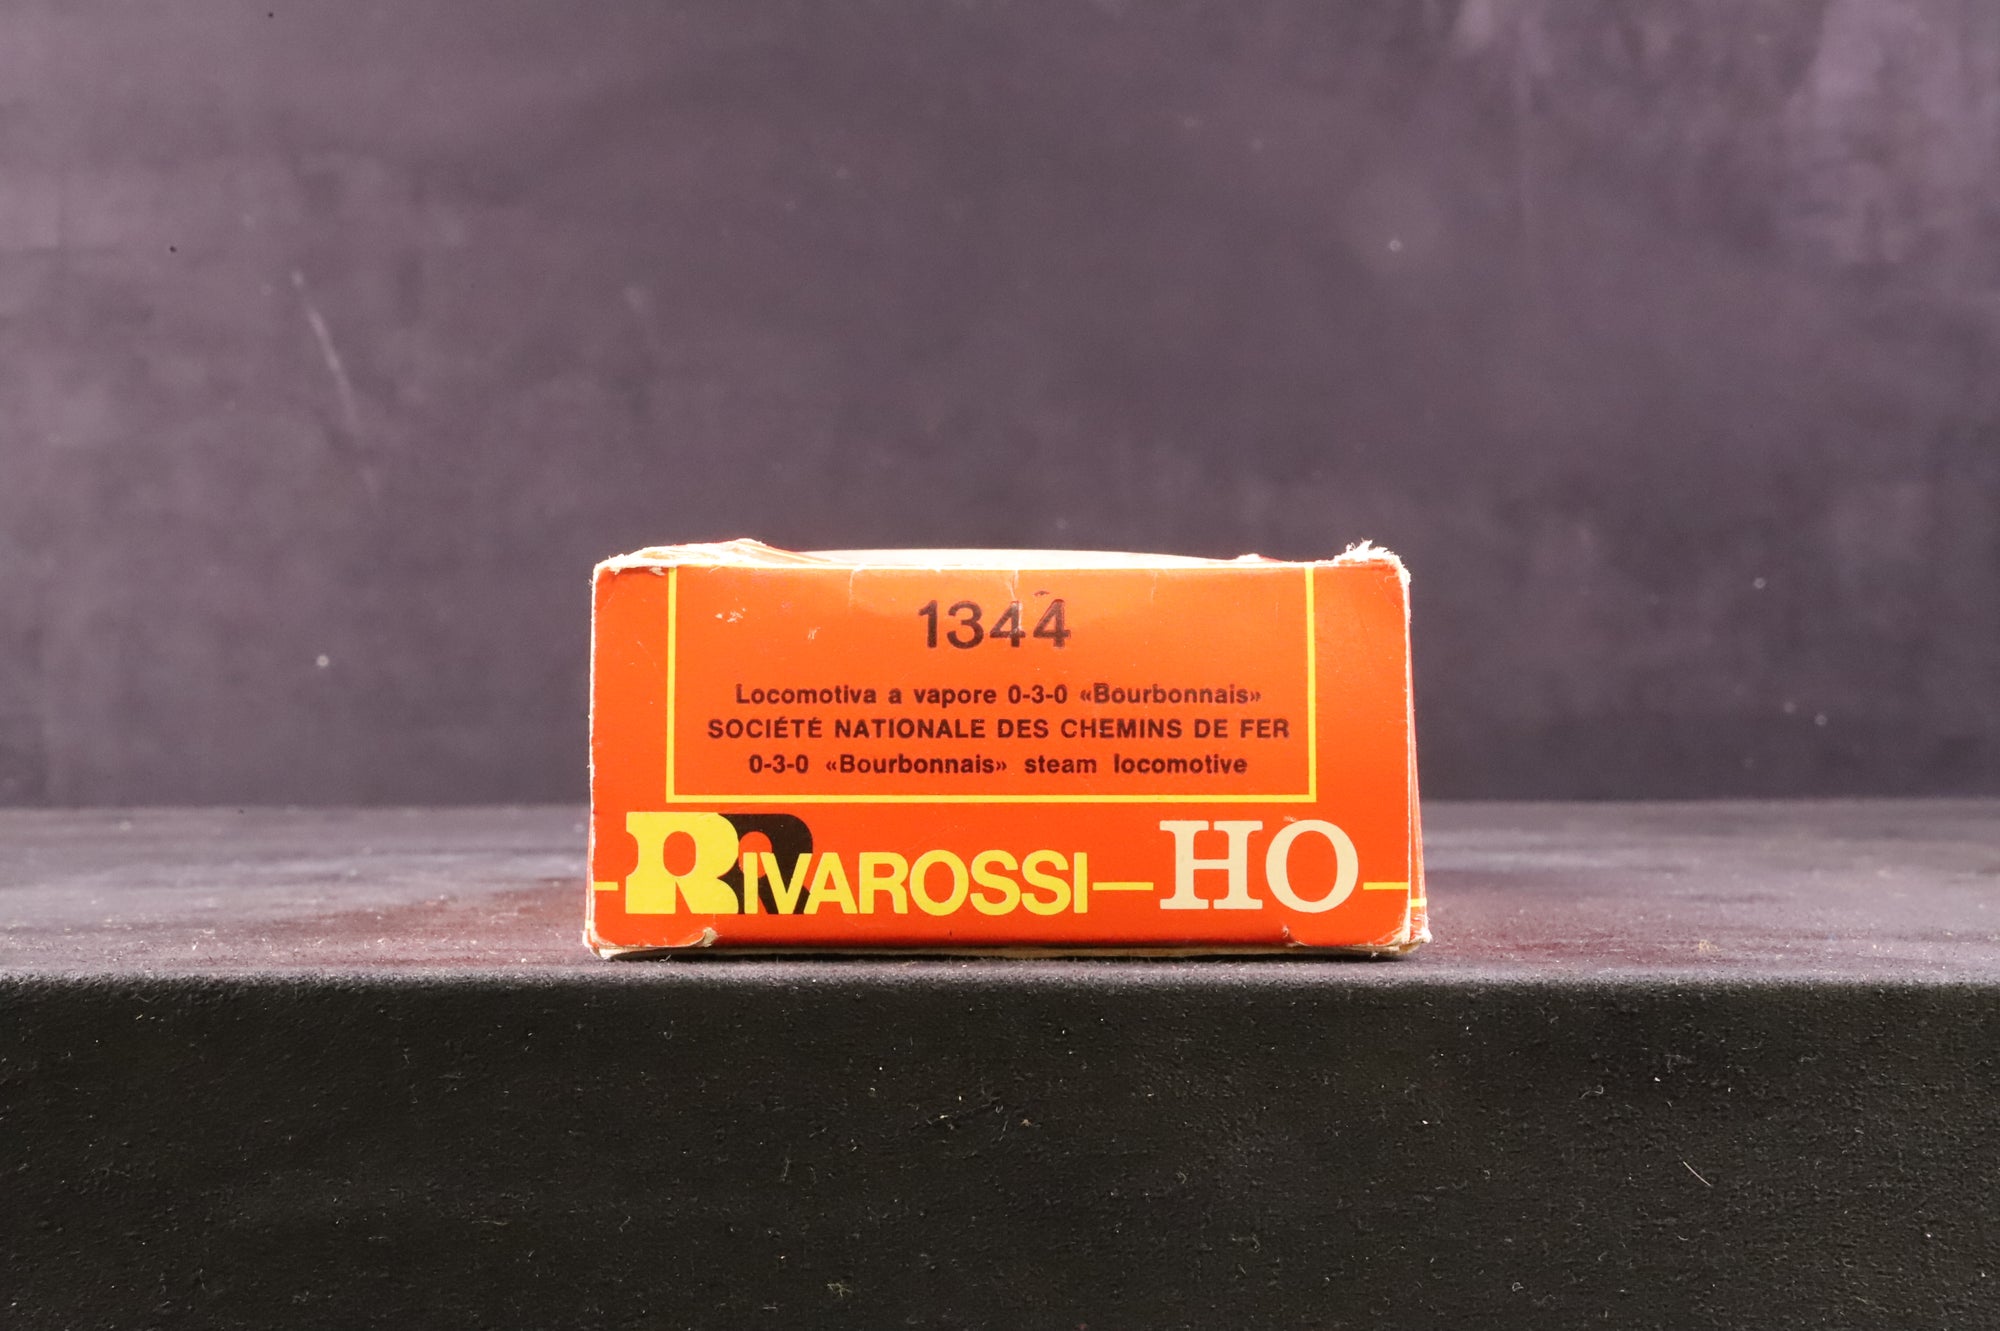 1344
Locomotiva a vapore 0-3-0 «Bourbonnais»
SOCIÉTÉ NATIONALE DES CHEMINS DE FER
0-3-0 «Bourbonnais» steam locomotive
RIVAROSSI HO